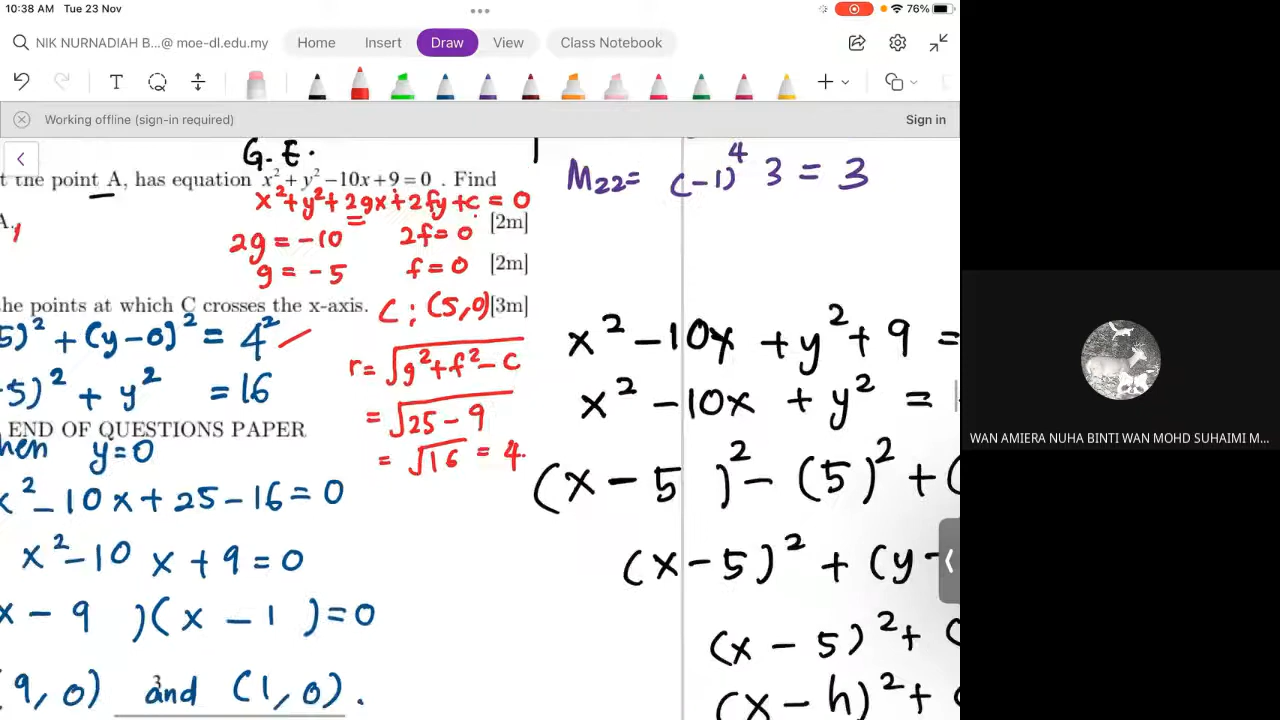 10:38 AM Tue 23 Nov
76%
NIK NURNADIAH B...@ moe-dl.edu.my
Home Insert Draw View Class Notebook
Working offline (sign-in required)
Sign in
G.E.
t the point A, has equation x² + y² − 10x + 9 = 0 . Find
x² + y² + 2gx + 2fy + c = 0
A.
[2m]
2g = -10 2f = 0
g = -5 f = 0
[2m]
he points at which C crosses the x-axis.
C ; (5,0)
[3m]
5)² + (y-0)² = 4²
r = √g² + f² - c
5)² + y² = 16
= √25 - 9
END OF QUESTIONS PAPER
= √16 = 4.
hen y=0
x² - 10x + 25 - 16 = 0
x² - 10x + 9 = 0
x - 9 )( x - 1 ) = 0
9, 0) and (1, 0).
M22 = (-1)⁴ 3 = 3
x² - 10x + y² + 9 =
x² - 10x + y² =
(x - 5 )² - (5)² + (
(x - 5)² + (y -
(x - 5)² + (
(x - h)² +
WAN AMIERA NUHA BINTI WAN MOHD SUHAIMI M...